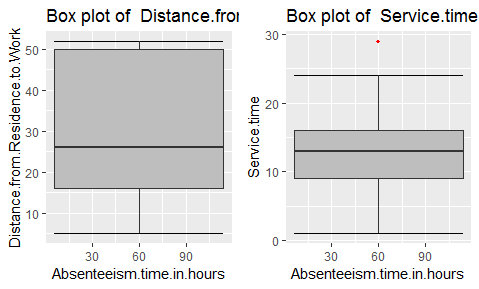 Box plot of  Distance.from
Distance.from.Residence.to.Work
50
40
30
20
10
30 60 90
Absenteeism.time.in.hours
Box plot of  Service.time
Service.time
30
20
10
0
30 60 90
Absenteeism.time.in.hours